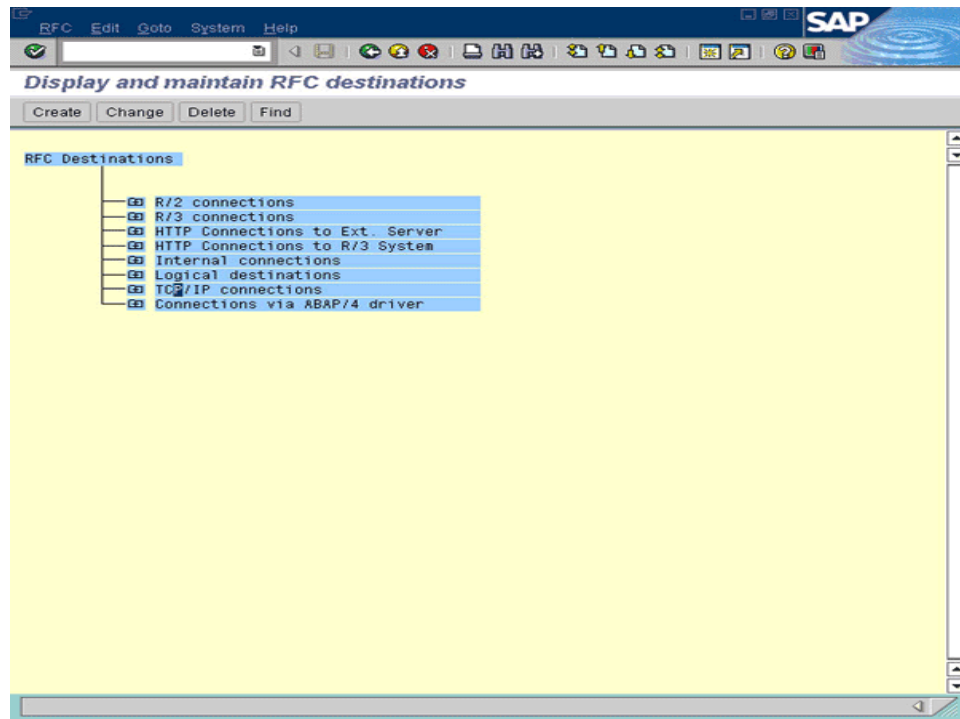 RFC Edit Goto System Help
SAP
Display and maintain RFC destinations
Create Change Delete Find
RFC Destinations
R/2 connections
R/3 connections
HTTP Connections to Ext. Server
HTTP Connections to R/3 System
Internal connections
Logical destinations
TCP/IP connections
Connections via ABAP/4 driver